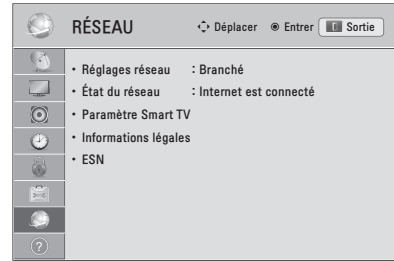 RÉSEAU Déplacer Entrer Sortie
• Réglages réseau : Branché
• État du réseau : Internet est connecté
• Paramètre Smart TV
• Informations légales
• ESN
?